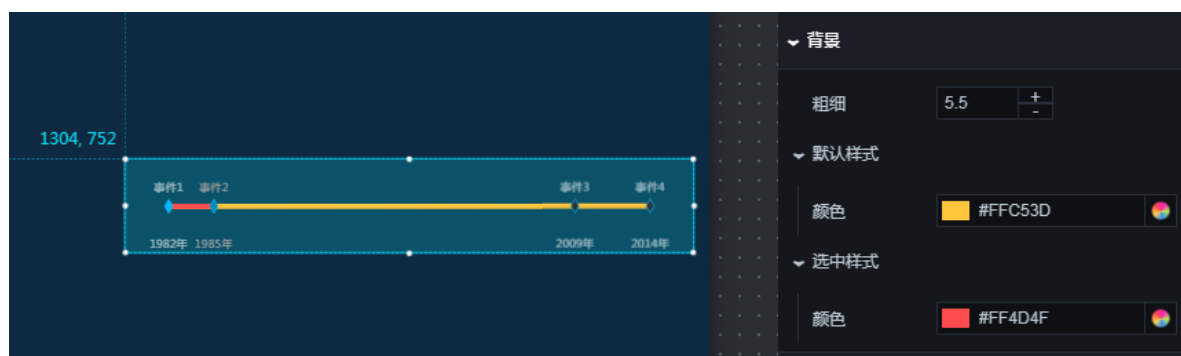 背景
粗细 5.5 + -
1304, 752
默认样式
事件1 事件2 事件3 事件4
颜色 #FFC53D
1982年 1985年 2009年 2014年
选中样式
颜色 #FF4D4F